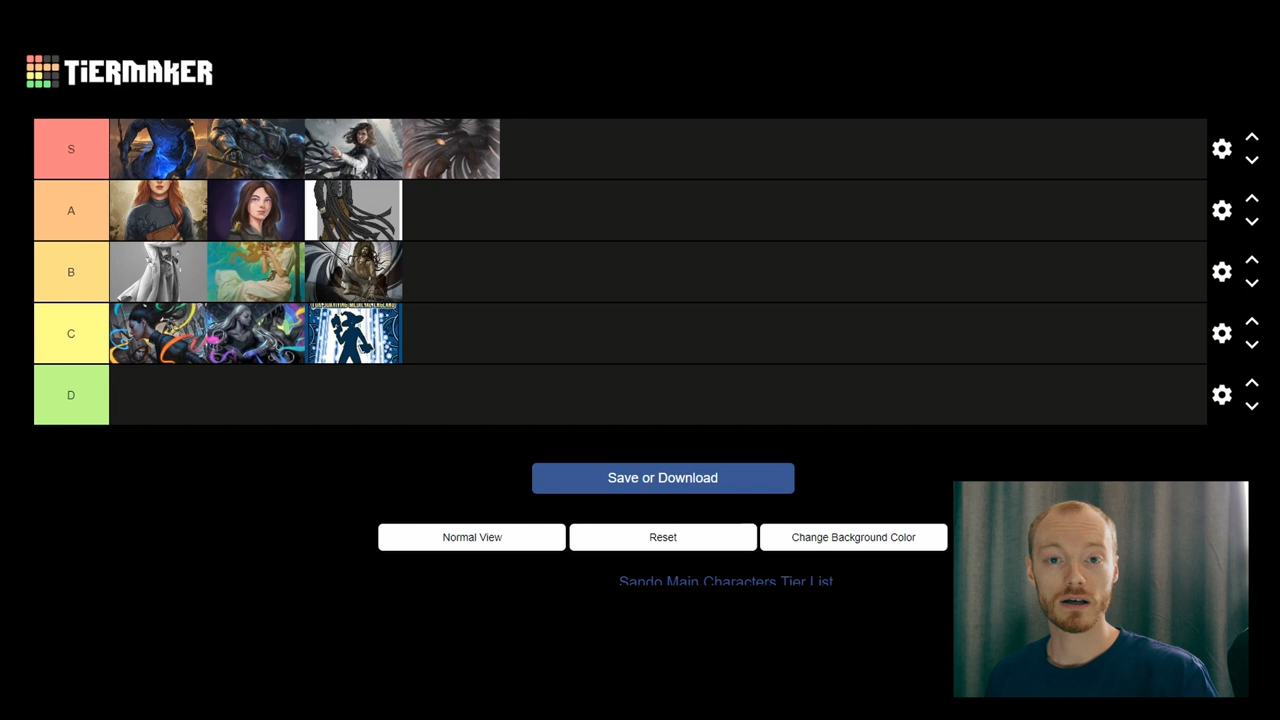 TiERMAKER
S
A
B
C
D
Save or Download
Normal View
Reset
Change Background Color
Sando Main Characters Tier List